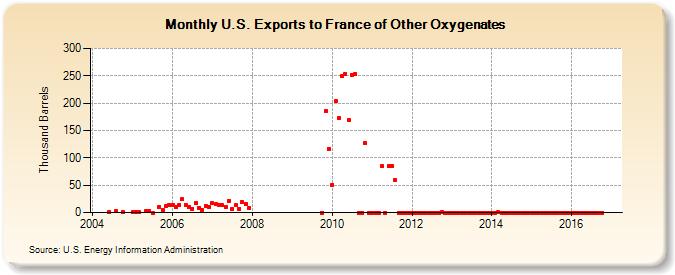 Monthly U.S. Exports to France of Other Oxygenates
Thousand Barrels
300
250
200
150
100
50
0
2004 2006 2008 2010 2012 2014 2016
Source: U.S. Energy Information Administration